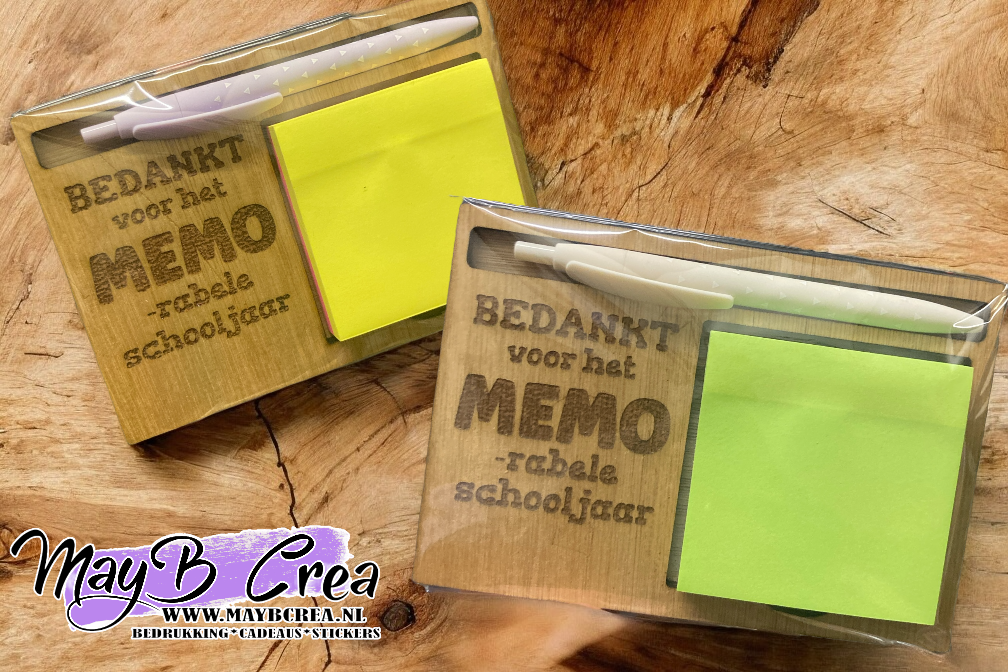 BEDANKT
voor het
MEMO
-rabele
schooljaar
BEDANKT
voor het
MEMO
-rabele
schooljaar
MayB Crea
WWW.MAYBCREA.NL
BEDRUKKING*CADEAUS*STICKERS